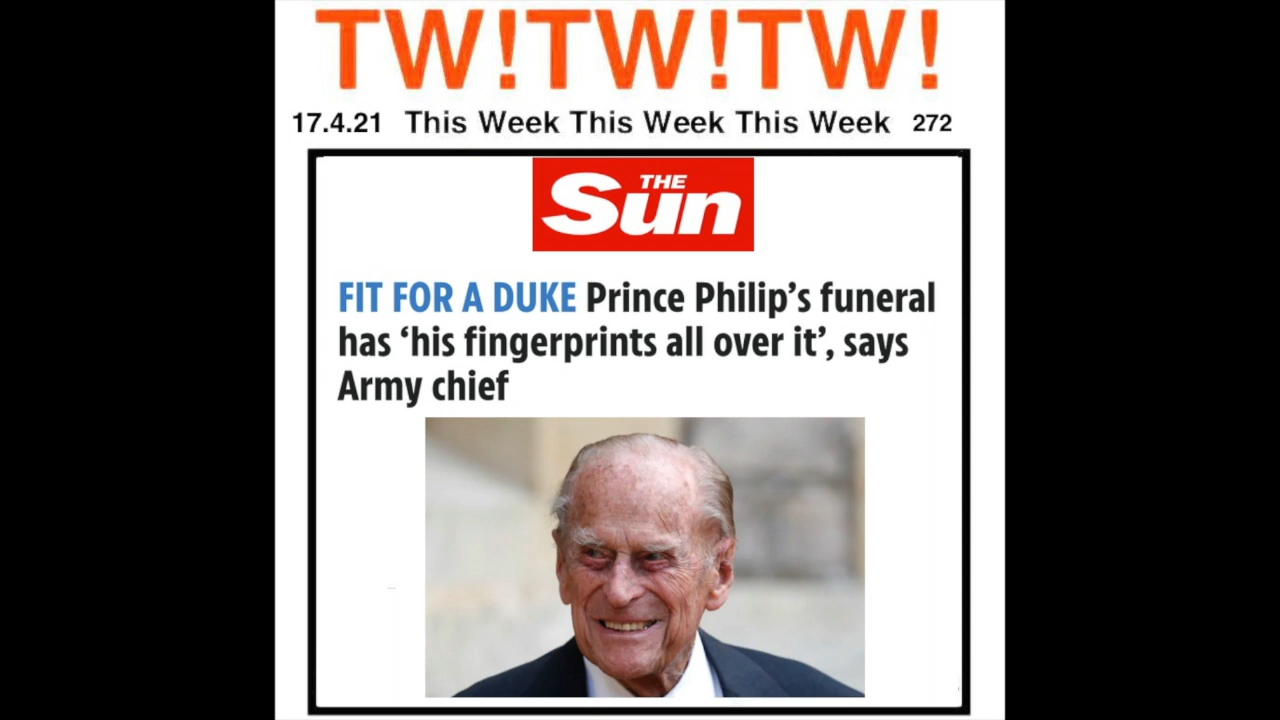 TW!TW!TW!
17.4.21 This Week This Week This Week 272
THE
Sun
FIT FOR A DUKE Prince Philip’s funeral
has ‘his fingerprints all over it’, says
Army chief